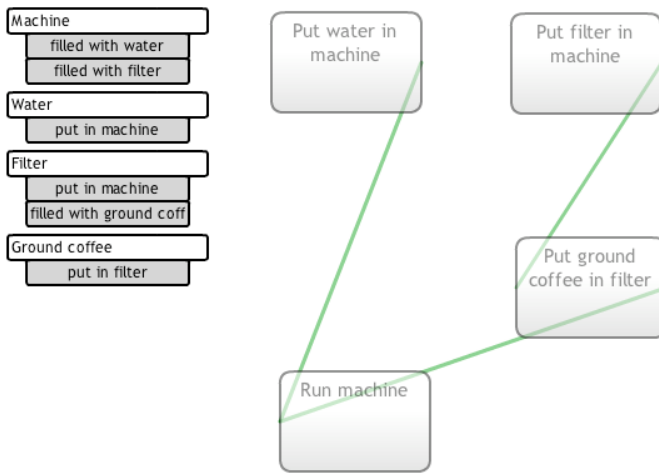 Machine
filled with water
filled with filter
Water
put in machine
Filter
put in machine
filled with ground coff
Ground coffee
put in filter
Put water in
machine
Put filter in
machine
Put ground
coffee in filter
Run machine